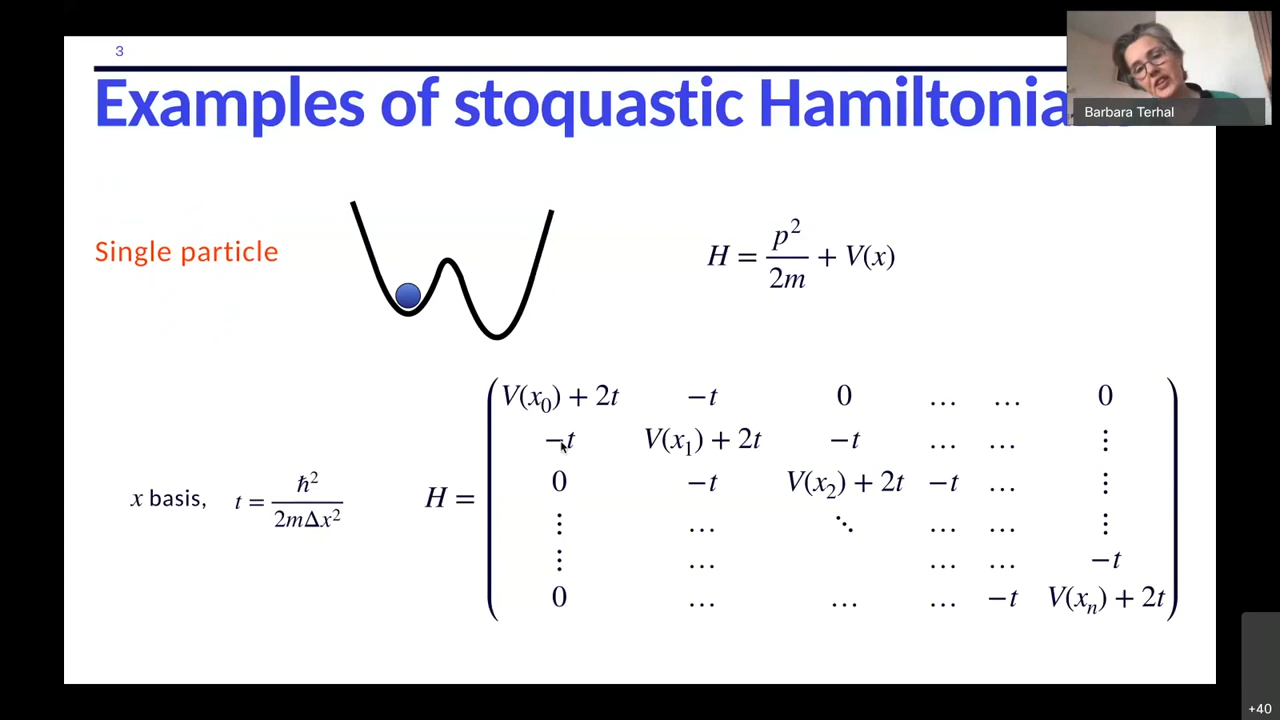 3
Examples of stoquastic Hamiltonia
Barbara Terhal
Single particle
H = p²/2m + V(x)
x basis, t = ħ²/2mΔx²
H =
V(x₀) + 2t −t 0 … … 0
−t V(x₁) + 2t −t … … ⋮
0 −t V(x₂) + 2t −t … ⋮
⋮ … ⋱ … … ⋮
⋮ … … … −t
0 … … … −t V(xₙ) + 2t
+40